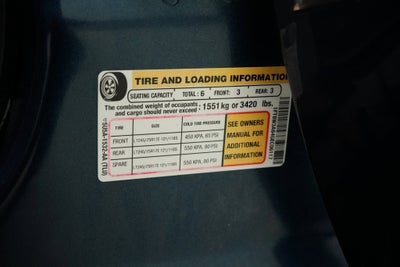 TIRE AND LOADING INFORMATION
SEATING CAPACITY TOTAL: 6 FRONT: 3 REAR: 3
The combined weight of occupants
and cargo should never exceed : 1551 kg or 3420 lbs.
TIRE SIZE COLD TIRE PRESSURE
FRONT 450 KPA, 65 PSI
REAR 550 KPA, 80 PSI
SPARE 550 KPA, 80 PSI
SEE OWNERS
MANUAL FOR
ADDITIONAL
INFORMATION